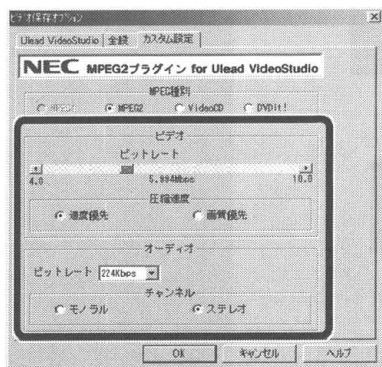 ビデオ保存オプション
Ulead VideoStudio 全般 カスタム設定
NEC MPEG2プラグイン for Ulead VideoStudio
MPEG種別
MPEG1 MPEG2 VideoCD DVDit!
ビデオ
ビットレート
4.0 5.994Mbps 10.0
圧縮速度
速度優先 画質優先
オーディオ
ビットレート 224Kbps
チャンネル
モノラル ステレオ
OK キャンセル ヘルプ